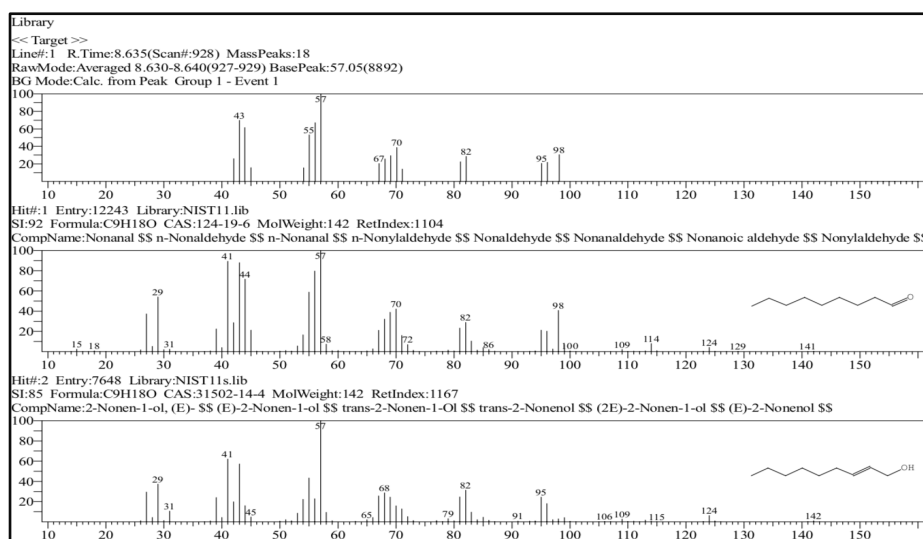 Library
<< Target >>
Line#:1 R.Time:8.635(Scan#:928) MassPeaks:18
RawMode:Averaged 8.630-8.640(927-929) BasePeak:57.05(8892)
BG Mode:Calc. from Peak Group 1 - Event 1
100
80
60
40
20
43 55 57 67 70 82 95 98
10 20 30 40 50 60 70 80 90 100 110 120 130 140 150
Hit#:1 Entry:12243 Library:NIST11.lib
SI:92 Formula:C9H18O CAS:124-19-6 MolWeight:142 RetIndex:1104
CompName:Nonanal $$ n-Nonaldehyde $$ n-Nonanal $$ n-Nonylaldehyde $$ Nonaldehyde $$ Nonanaldehyde $$ Nonanoic aldehyde $$ Nonylaldehyde $$
100
80
60
40
20
15 18 29 31 41 44 57 58 70 72 82 86 98 100 109 114 124 129 141
O
10 20 30 40 50 60 70 80 90 100 110 120 130 140 150
Hit#:2 Entry:7648 Library:NIST11s.lib
SI:85 Formula:C9H18O CAS:31502-14-4 MolWeight:142 RetIndex:1167
CompName:2-Nonen-1-ol, (E)- $$ (E)-2-Nonen-1-ol $$ trans-2-Nonen-1-Ol $$ trans-2-Nonenol $$ (2E)-2-Nonen-1-ol $$ (E)-2-Nonenol $$
100
80
60
40
20
29 31 41 45 57 65 68 79 82 91 95 106 109 115 124 142
OH
10 20 30 40 50 60 70 80 90 100 110 120 130 140 150